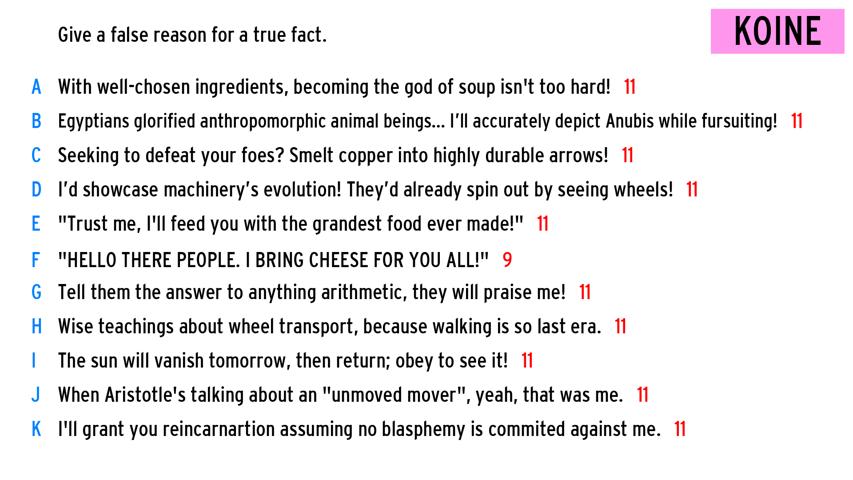 KOINE
Give a false reason for a true fact.
A With well-chosen ingredients, becoming the god of soup isn't too hard! 11
B Egyptians glorified anthropomorphic animal beings... I'll accurately depict Anubis while fursuiting! 11
C Seeking to defeat your foes? Smelt copper into highly durable arrows! 11
D I'd showcase machinery's evolution! They'd already spin out by seeing wheels! 11
E "Trust me, I'll feed you with the grandest food ever made!" 11
F "HELLO THERE PEOPLE. I BRING CHEESE FOR YOU ALL!" 9
G Tell them the answer to anything arithmetic, they will praise me! 11
H Wise teachings about wheel transport, because walking is so last era. 11
I The sun will vanish tomorrow, then return; obey to see it! 11
J When Aristotle's talking about an "unmoved mover", yeah, that was me. 11
K I'll grant you reincarnartion assuming no blasphemy is commited against me. 11